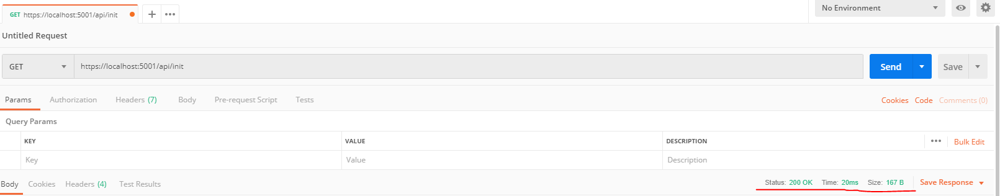 GET https://localhost:5001/api/init
No Environment
Untitled Request
GET https://localhost:5001/api/init Send Save
Params Authorization Headers (7) Body Pre-request Script Tests Cookies Code Comments (0)
Query Params
KEY VALUE DESCRIPTION Bulk Edit
Key Value Description
Body Cookies Headers (4) Test Results Status: 200 OK Time: 20ms Size: 167 B Save Response